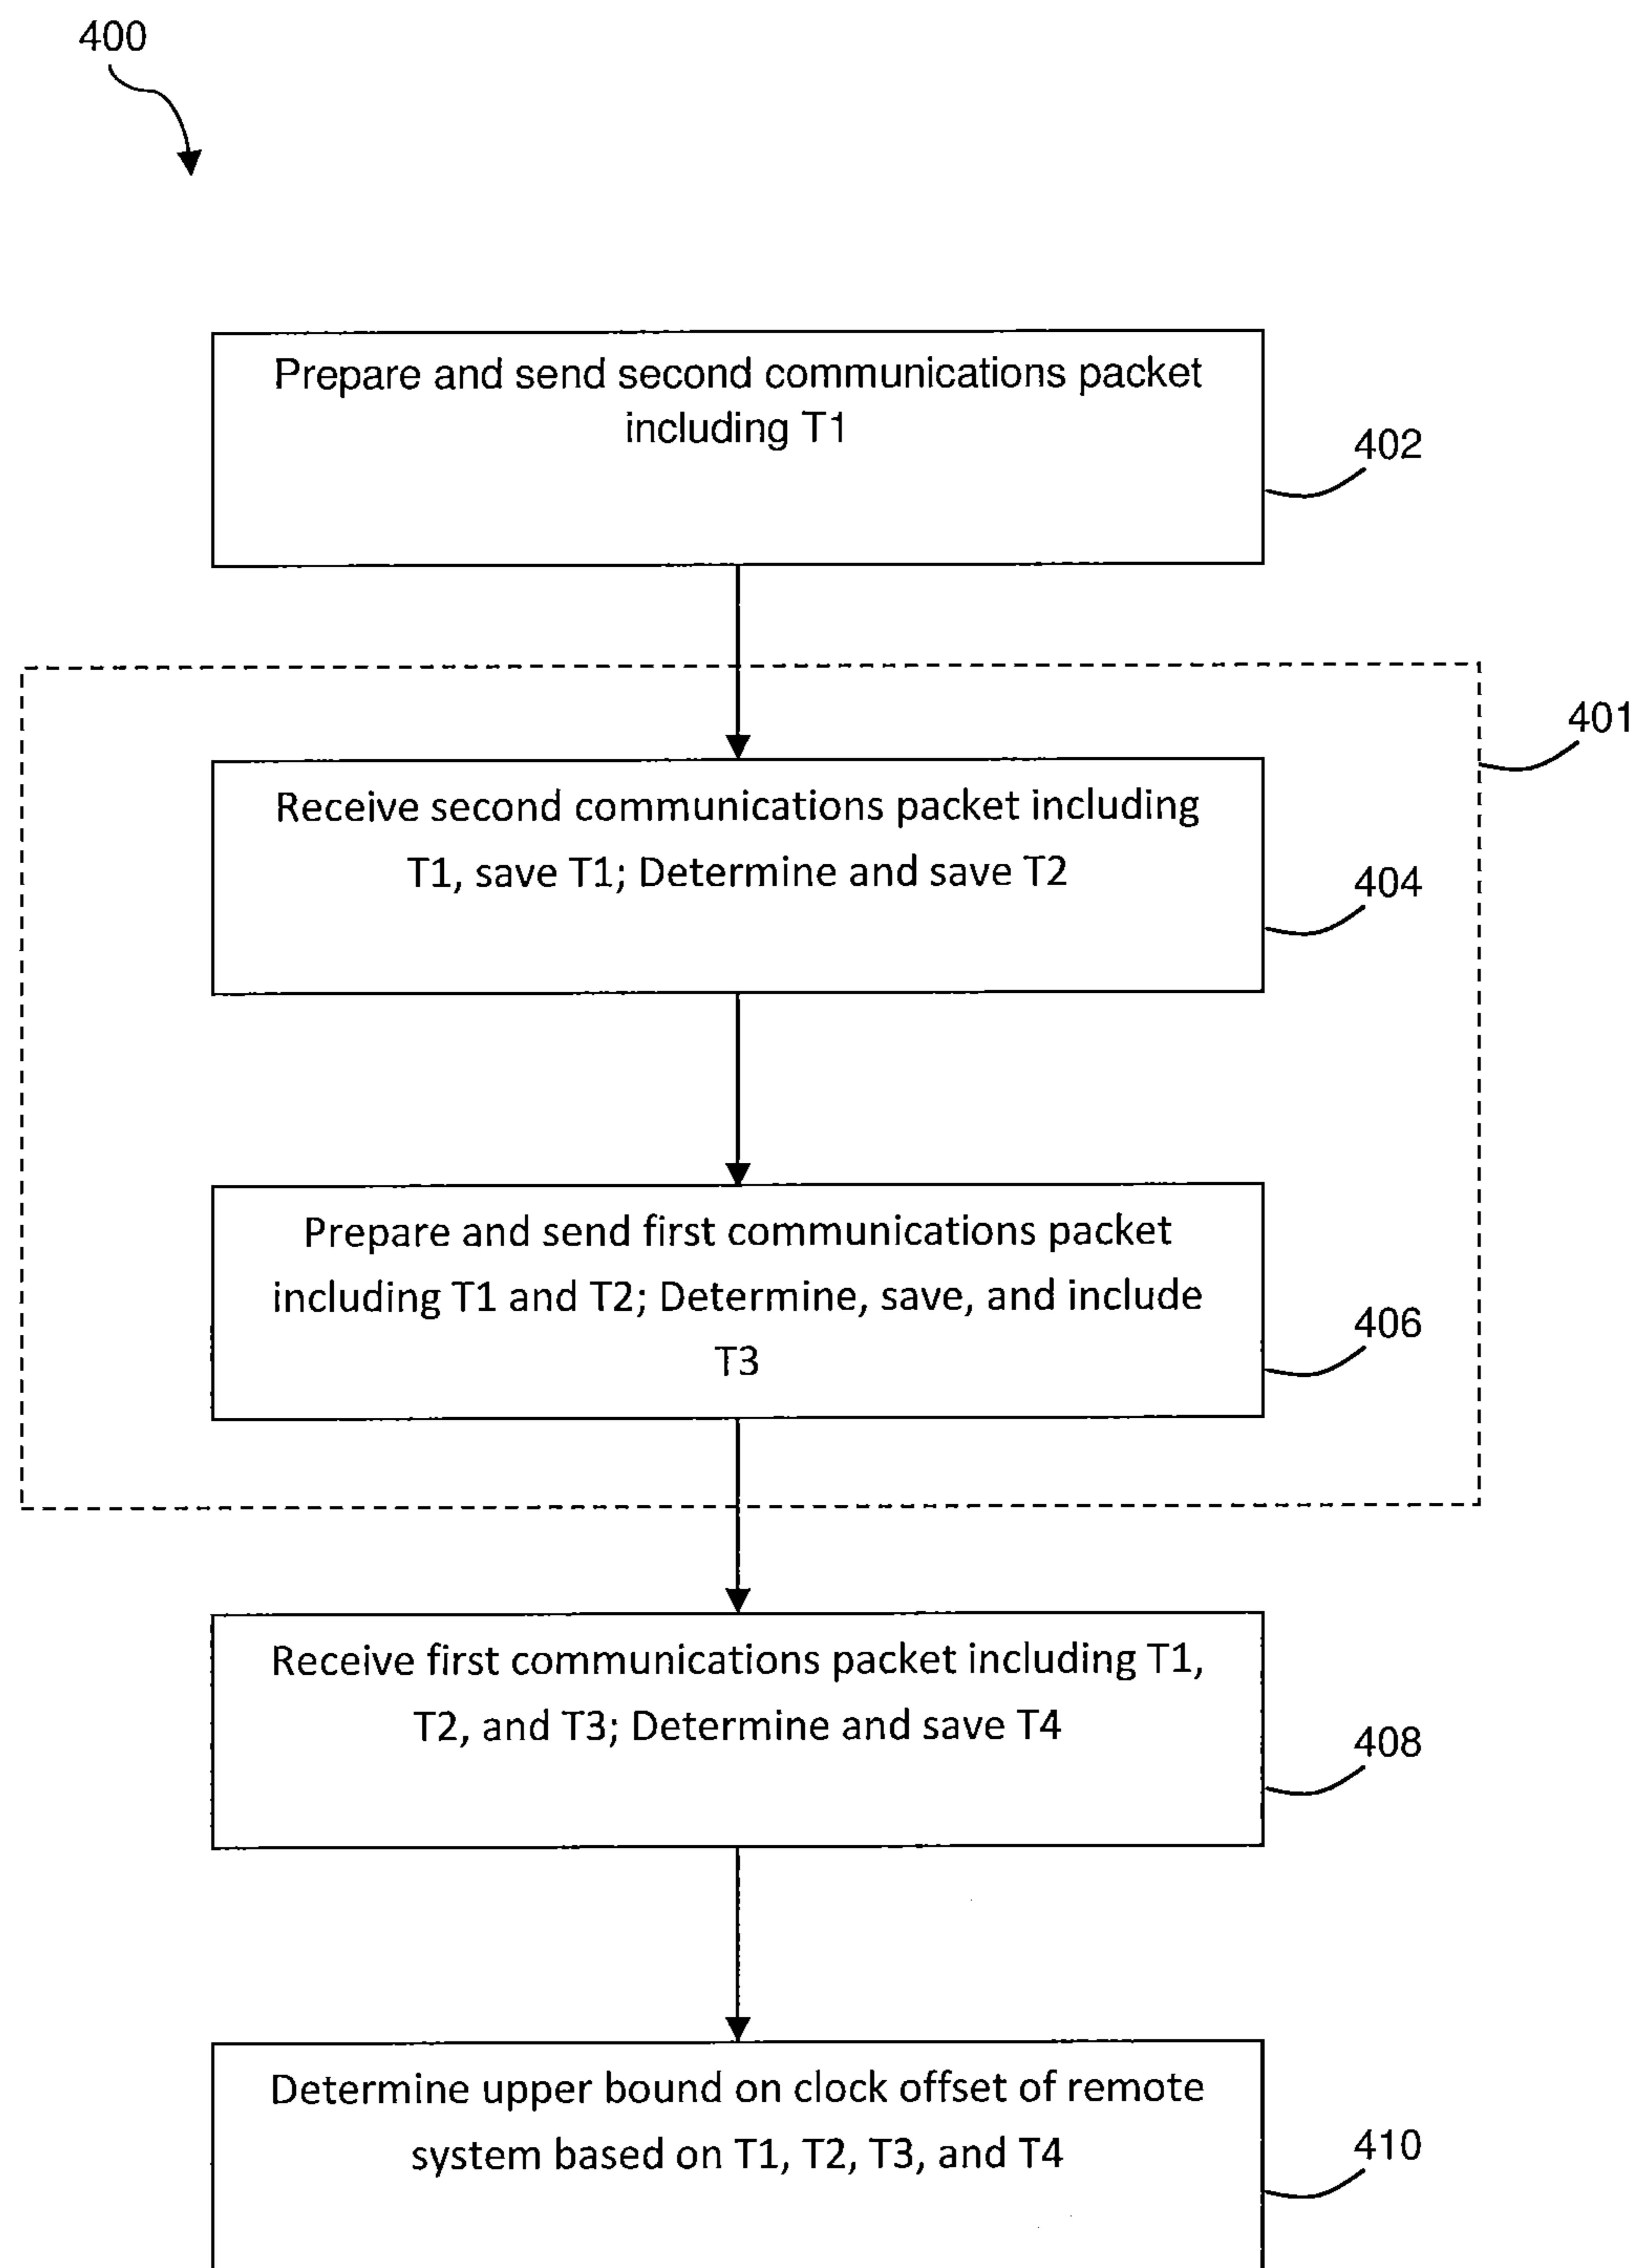 400
Prepare and send second communications packet
including T1
402
401
Receive second communications packet including
T1, save T1; Determine and save T2
404
Prepare and send first communications packet
including T1 and T2; Determine, save, and include
T3
406
Receive first communications packet including T1,
T2, and T3; Determine and save T4
408
Determine upper bound on clock offset of remote
system based on T1, T2, T3, and T4
410